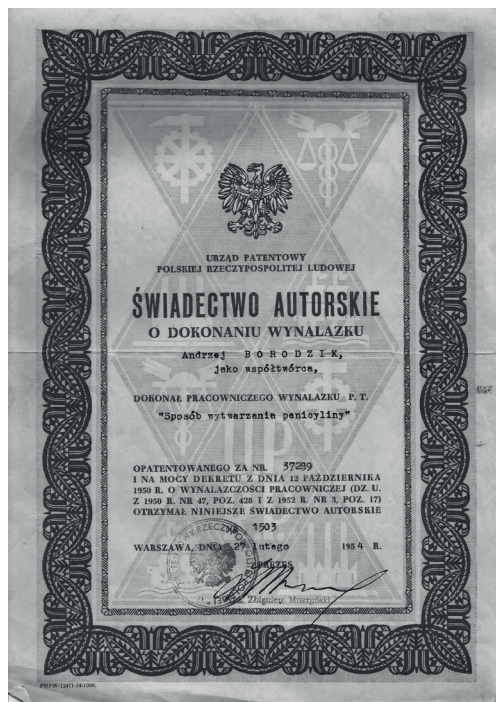 URZĄD PATENTOWY
POLSKIEJ RZECZYPOSPOLITEJ LUDOWEJ
ŚWIADECTWO AUTORSKIE
O DOKONANIU WYNALAZKU
Andrzej BORODZIK,
jako współtwórca,
DOKONAŁ PRACOWNICZEGO WYNALAZKU P. T.
"Sposób wytwarzania penicyliny"
OPATENTOWANEGO ZA NR. 37299
I NA MOCY DEKRETU Z DNIA 12 PAŹDZIERNIKA
1950 R. O WYNALAZCZOŚCI PRACOWNICZEJ (DZ. U.
Z 1950 R. NR 47, POZ. 428 I Z 1952 R. NR 3, POZ. 17)
OTRZYMAŁ NINIEJSZE ŚWIADECTWO AUTORSKIE
NR 1503
WARSZAWA, DNIA 27 lutego 1954 R.
PREZES
Zbigniew Muszyński